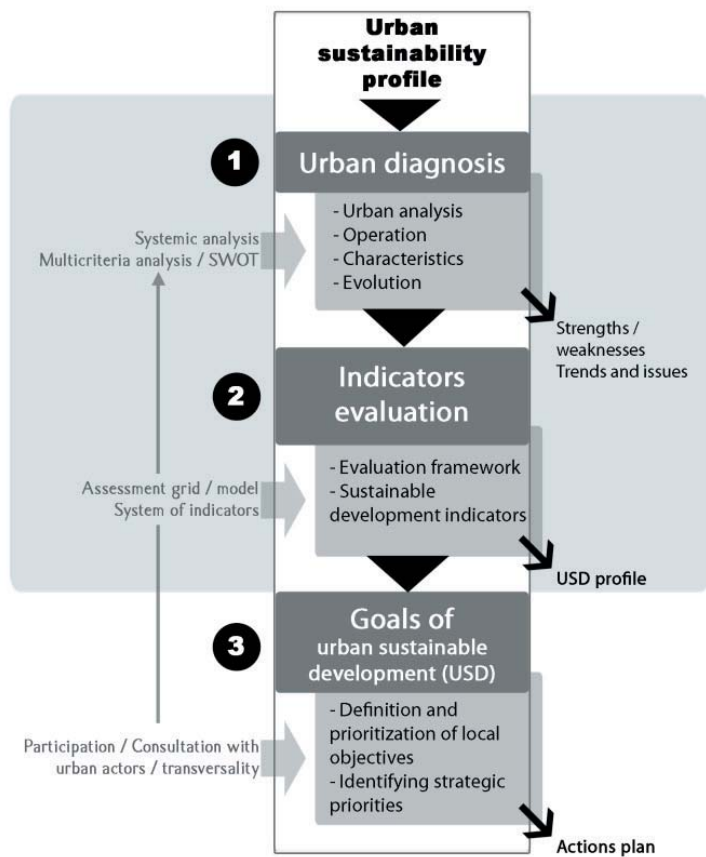 Urban
sustainability
profile
1
Urban diagnosis
- Urban analysis
- Operation
- Characteristics
- Evolution
Systemic analysis
Multicriteria analysis / SWOT
Strengths /
weaknesses
Trends and issues
2
Indicators
evaluation
- Evaluation framework
- Sustainable
development indicators
Assessment grid / model
System of indicators
USD profile
3
Goals of
urban sustainable
development (USD)
- Definition and
prioritization of local
objectives
- Identifying strategic
priorities
Participation / Consultation with
urban actors / transversality
Actions plan